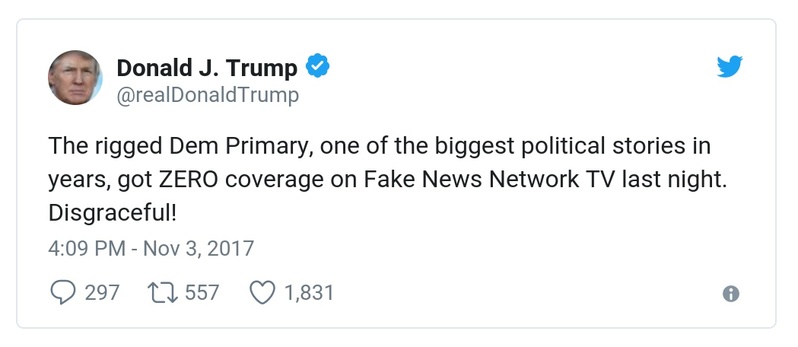 Donald J. Trump
@realDonaldTrump
The rigged Dem Primary, one of the biggest political stories in
years, got ZERO coverage on Fake News Network TV last night.
Disgraceful!
4:09 PM - Nov 3, 2017
297 557 1,831